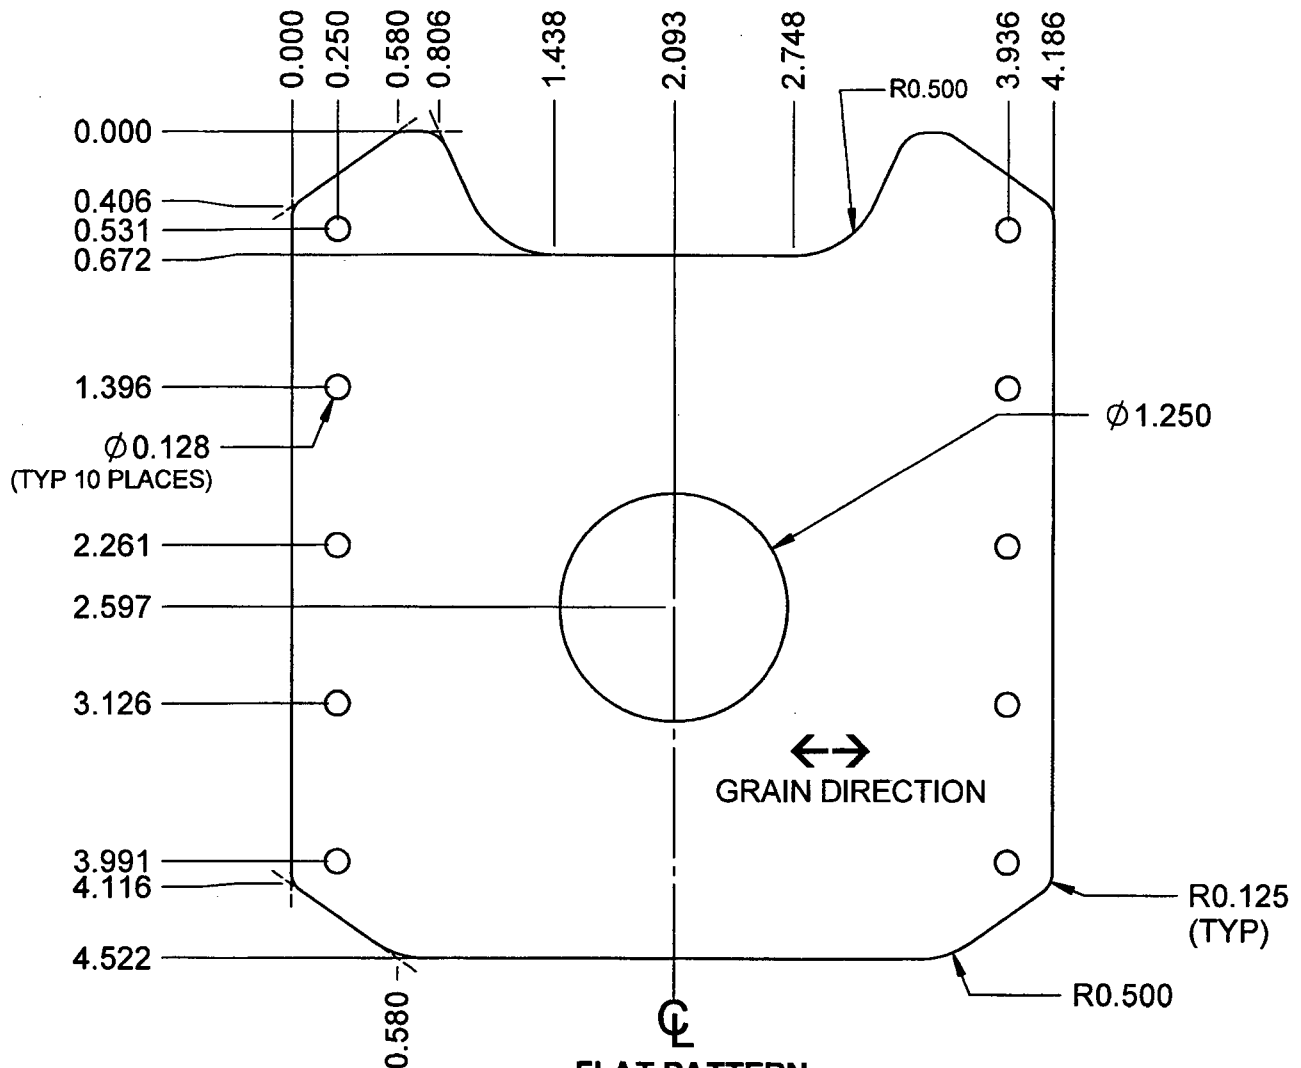 0.000
0.250
0.580
0.806
1.438
2.093
2.748
3.936
4.186
R0.500
0.000
0.406
0.531
0.672
1.396
Ø0.128
(TYP 10 PLACES)
Ø1.250
2.261
2.597
3.126
GRAIN DIRECTION
3.991
4.116
R0.125
(TYP)
4.522
R0.500
0.580
CL
FLAT PATTERN